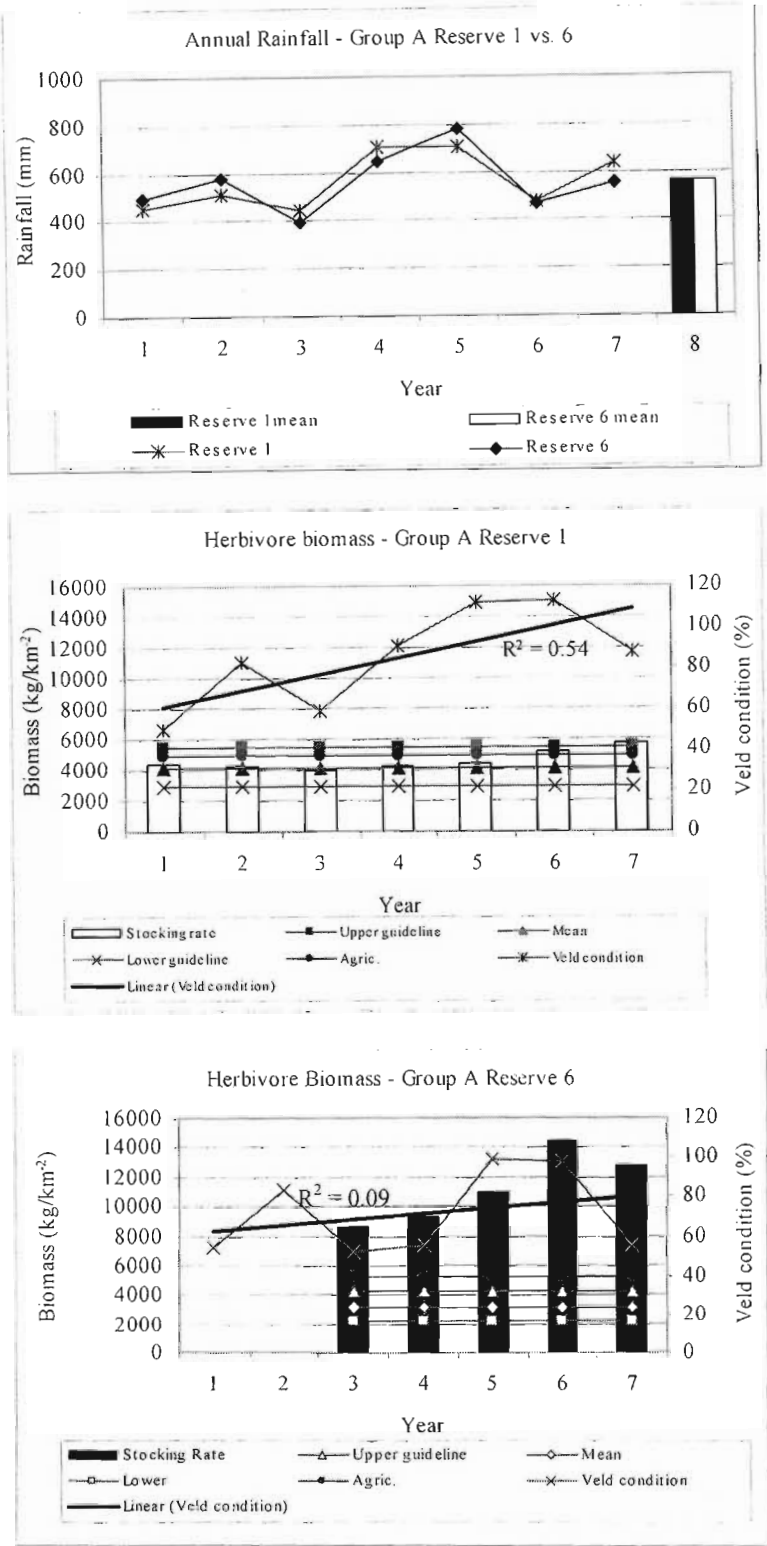 Annual Rainfall - Group A Reserve 1 vs. 6
1000
800
600
400
200
0
Rainfall (mm)
1 2 3 4 5 6 7 8
Year
Reserve 1mean Reserve 6 mean
Reserve 1 Reserve 6
Herbivore biomass - Group A Reserve 1
16000 120
14000 100
12000 80
10000 60
8000 40
6000 20
4000 0
2000
0
Biomass (kg/km-2)
Veld condition (%)
R2 = 0.54
1 2 3 4 5 6 7
Year
Stocking rate Upper guideline Mean
Lower guideline Agric. Veld condition
Linear (Veld condition)
Herbivore Biomass - Group A Reserve 6
16000 120
14000 100
12000 80
10000 60
8000 40
6000 20
4000 0
2000
0
Biomass (kg/km-2)
Veld condition (%)
R2 = 0.09
1 2 3 4 5 6 7
Year
Stocking Rate Upper guideline Mean
Lower Agric. Veld condition
Linear (Veld condition)